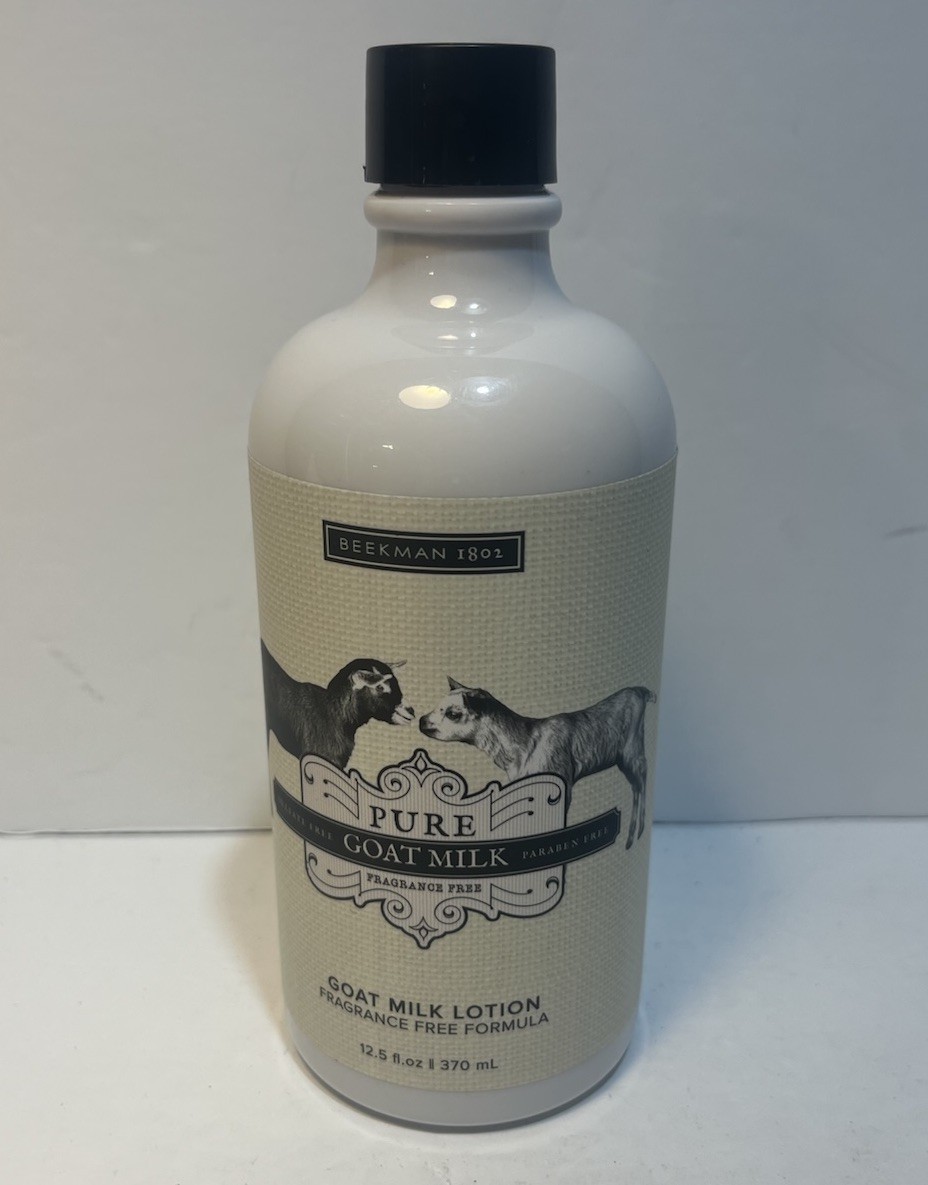 BEEKMAN 1802
PURE
FREE GOAT MILK PARABEN FREE
FRAGRANCE FREE
GOAT MILK LOTION
FRAGRANCE FREE FORMULA
12.5 fl.oz || 370 mL